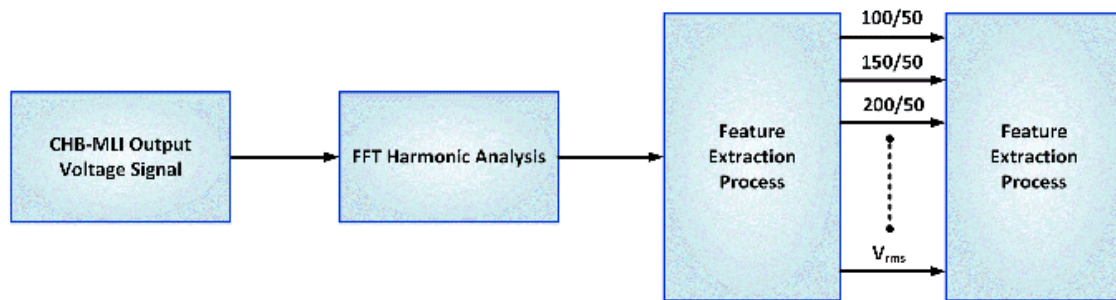 CHB-MLI Output
Voltage Signal
FFT Harmonic Analysis
Feature
Extraction
Process
100/50
150/50
200/50
Vrms
Feature
Extraction
Process